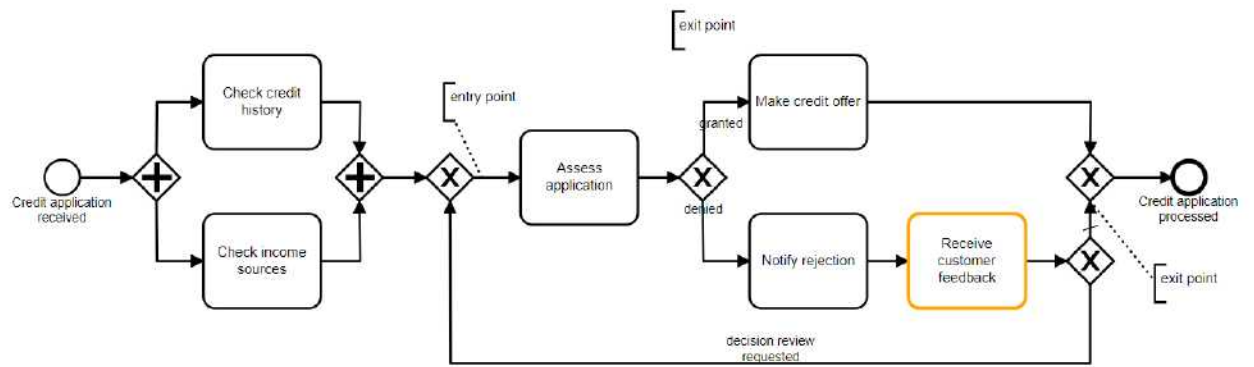 exit point
Check credit
history
Make credit offer
entry point
granted
Assess
application
Credit application
received
denied
Credit application
processed
Check income
sources
Notify rejection
Receive
customer
feedback
exit point
decision review
requested